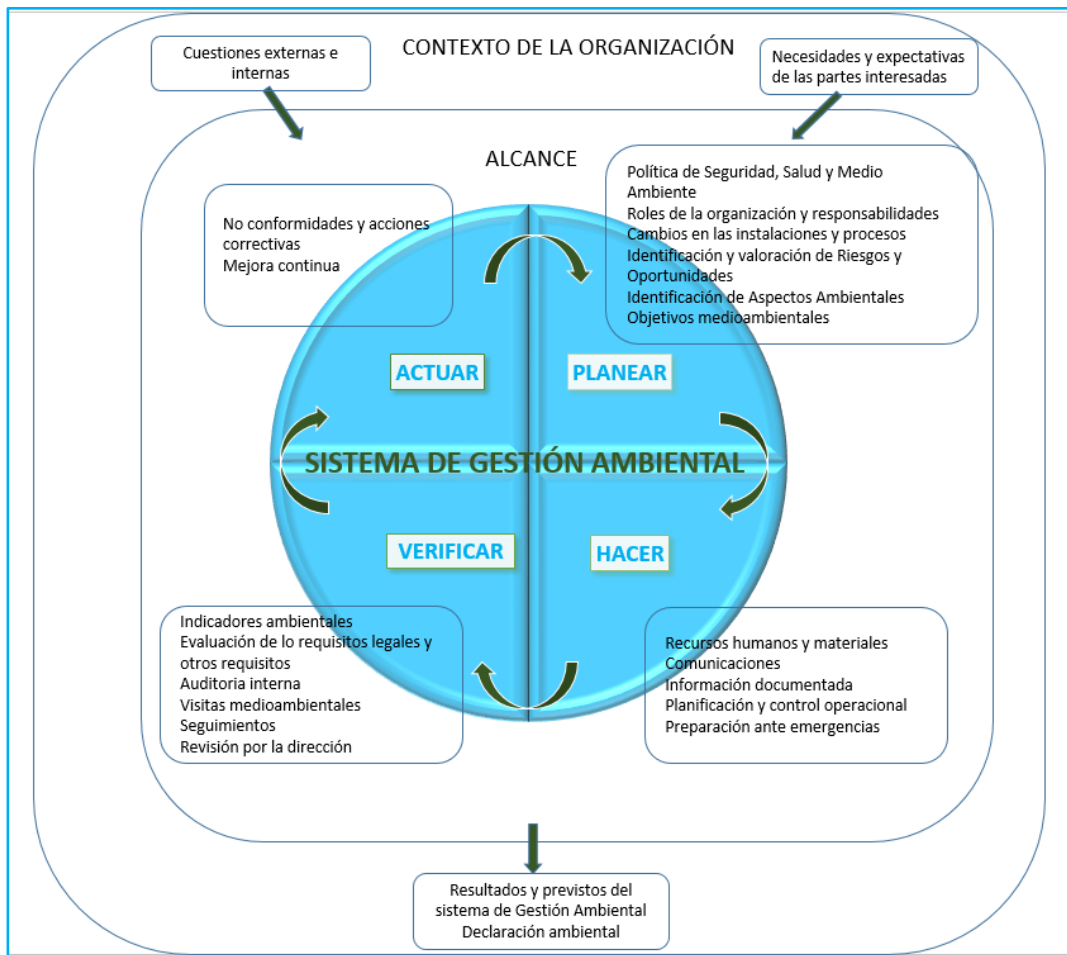 CONTEXTO DE LA ORGANIZACIÓN
Cuestiones externas e
internas
Necesidades y expectativas
de las partes interesadas
ALCANCE
No conformidades y acciones
correctivas
Mejora continua
Política de Seguridad, Salud y Medio
Ambiente
Roles de la organización y responsabilidades
Cambios en las instalaciones y procesos
Identificación y valoración de Riesgos y
Oportunidades
Identificación de Aspectos Ambientales
Objetivos medioambientales
ACTUAR
PLANEAR
SISTEMA DE GESTIÓN AMBIENTAL
VERIFICAR
HACER
Indicadores ambientales
Evaluación de lo requisitos legales y
otros requisitos
Auditoria interna
Visitas medioambientales
Seguimientos
Revisión por la dirección
Recursos humanos y materiales
Comunicaciones
Información documentada
Planificación y control operacional
Preparación ante emergencias
Resultados y previstos del
sistema de Gestión Ambiental
Declaración ambiental